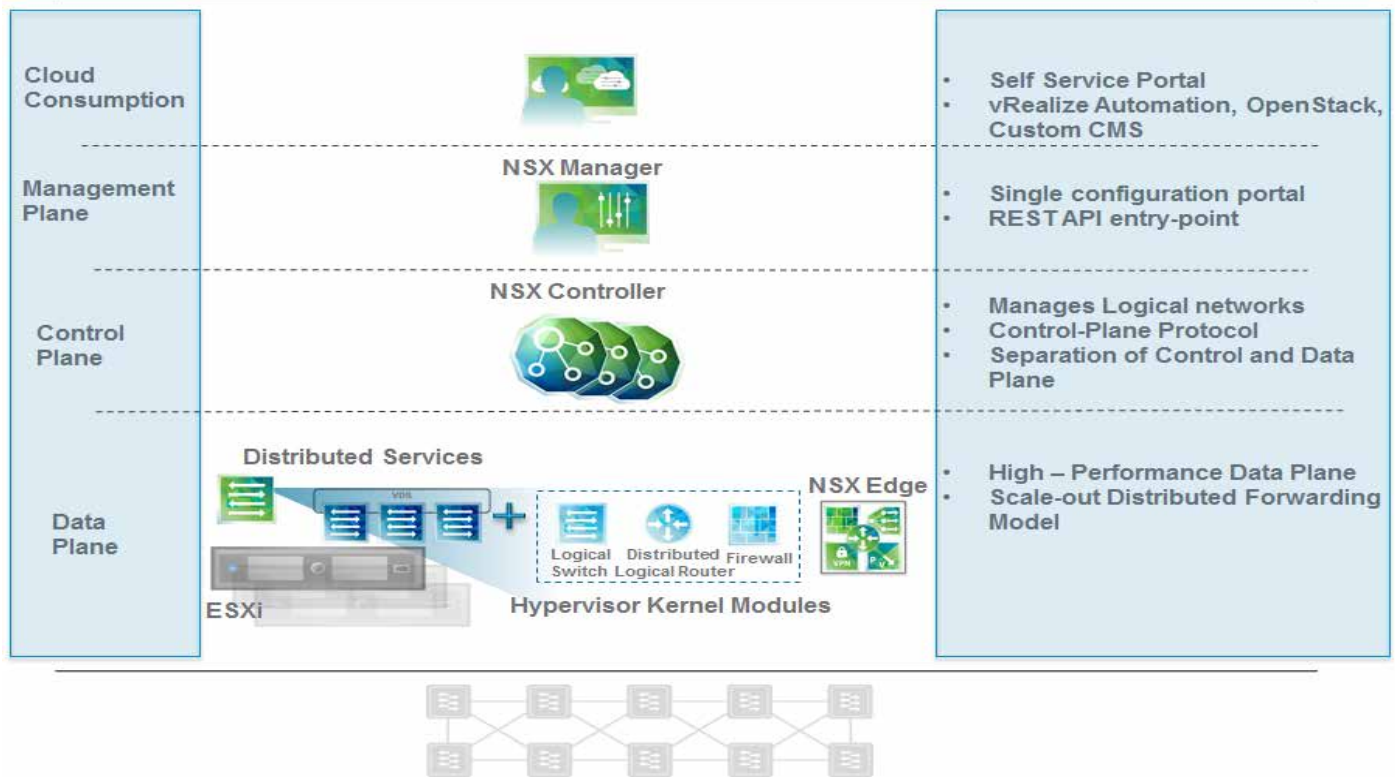 Cloud
Consumption
• Self Service Portal
• vRealize Automation, OpenStack,
Custom CMS
Management
Plane
NSX Manager
• Single configuration portal
• REST API entry-point
Control
Plane
NSX Controller
• Manages Logical networks
• Control-Plane Protocol
• Separation of Control and Data
Plane
Data
Plane
Distributed Services
VDS
ESXi
Logical
Switch
Distributed
Logical Router
Firewall
Hypervisor Kernel Modules
NSX Edge
VPN
• High – Performance Data Plane
• Scale-out Distributed Forwarding
Model